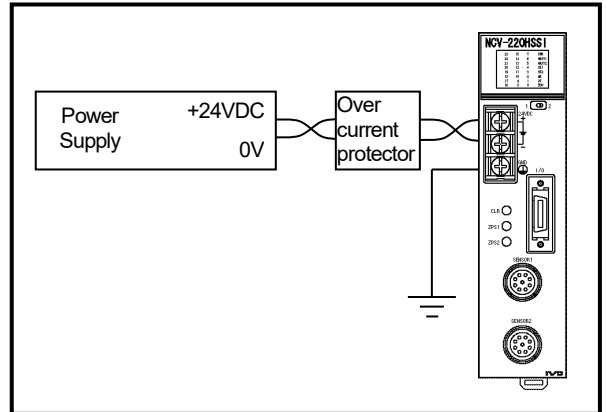 Power
Supply
+24VDC
0V
Over
current
protector
NCV-220HSSI
1 2
24VDC
+
-
GND
I/O
CLR
ZPS1
ZPS2
SENSOR1
SENSOR2